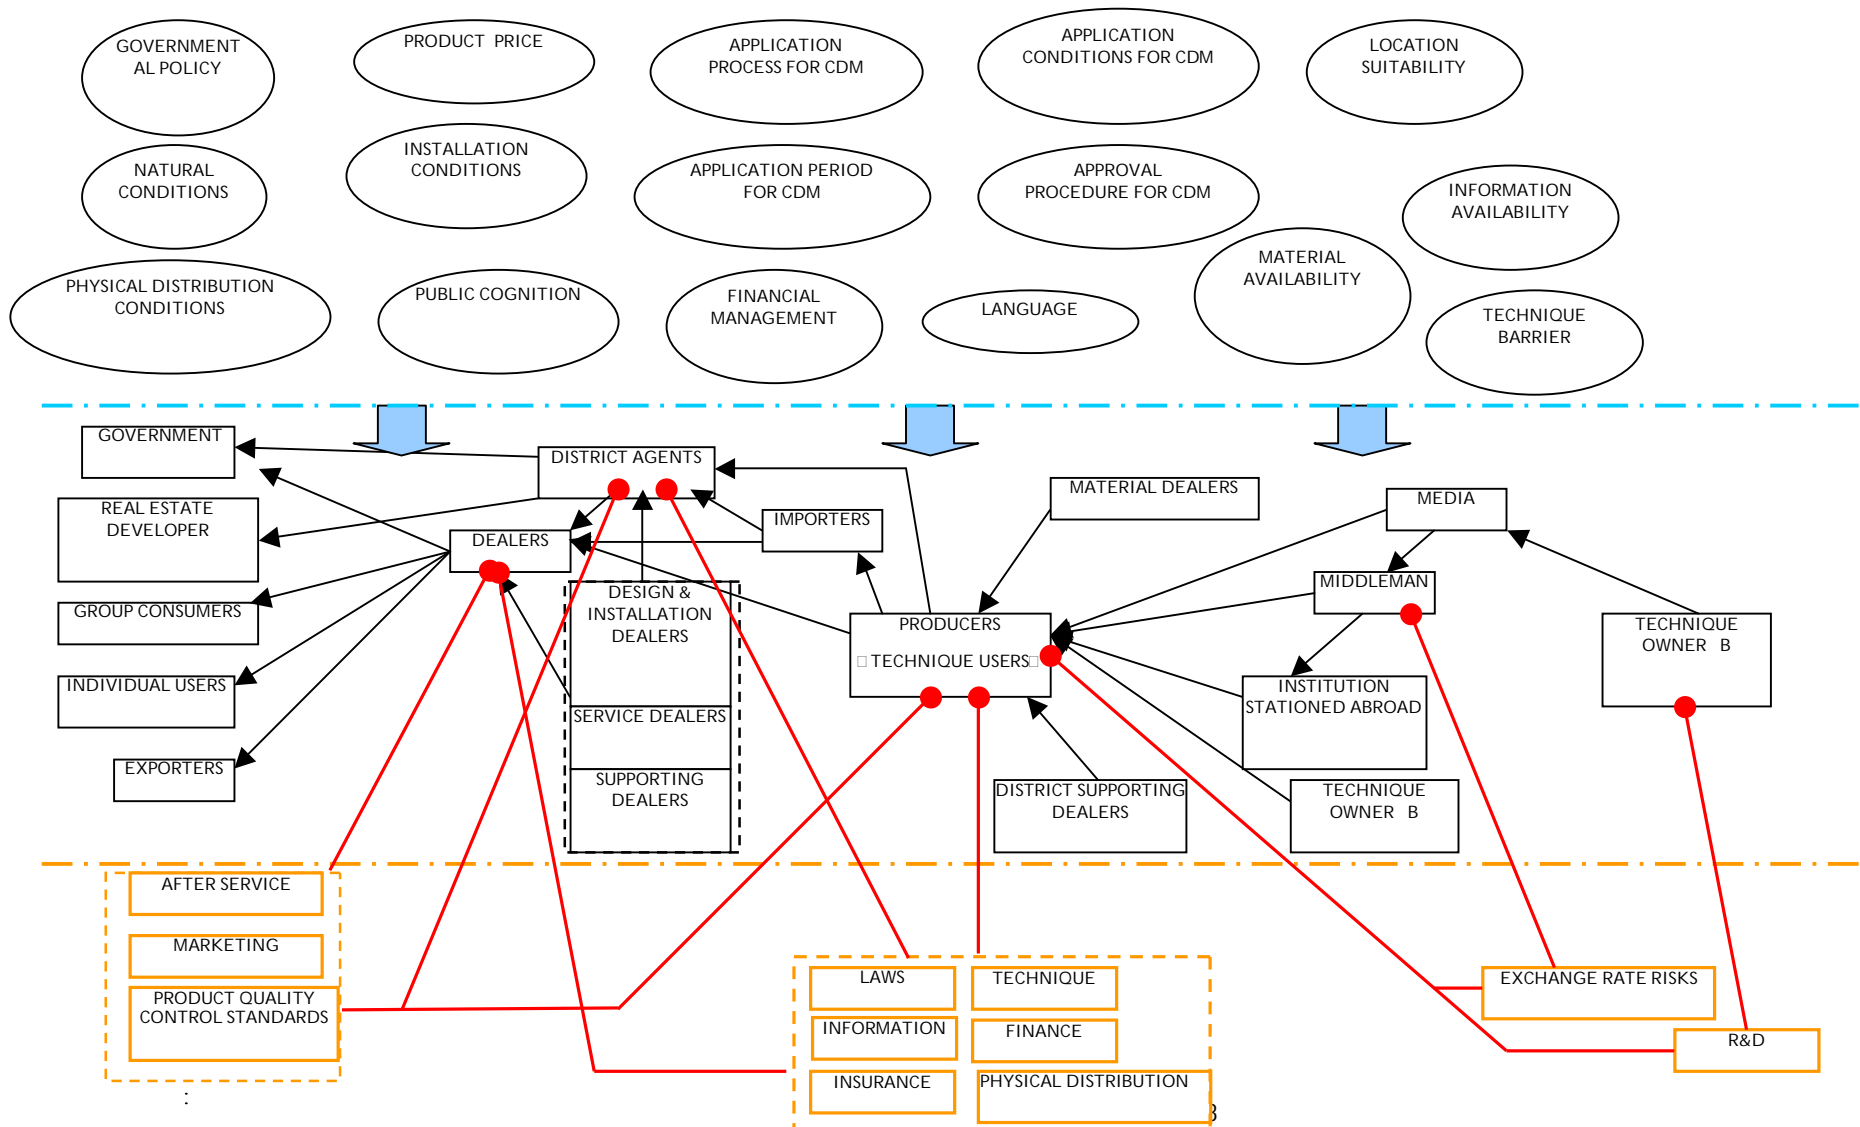 GOVERNMENT
AL POLICY
PRODUCT PRICE
APPLICATION
PROCESS FOR CDM
APPLICATION
CONDITIONS FOR CDM
LOCATION
SUITABILITY
NATURAL
CONDITIONS
INSTALLATION
CONDITIONS
APPLICATION PERIOD
FOR CDM
APPROVAL
PROCEDURE FOR CDM
INFORMATION
AVAILABILITY
PHYSICAL DISTRIBUTION
CONDITIONS
PUBLIC COGNITION
FINANCIAL
MANAGEMENT
LANGUAGE
MATERIAL
AVAILABILITY
TECHNIQUE
BARRIER
GOVERNMENT
DISTRICT AGENTS
REAL ESTATE
DEVELOPER
DEALERS
IMPORTERS
MATERIAL DEALERS
MEDIA
MIDDLEMAN
GROUP CONSUMERS
DESIGN &
INSTALLATION
DEALERS
PRODUCERS
□ TECHNIQUE USERS□
TECHNIQUE
OWNER B
INDIVIDUAL USERS
SERVICE DEALERS
INSTITUTION
STATIONED ABROAD
EXPORTERS
SUPPORTING
DEALERS
DISTRICT SUPPORTING
DEALERS
TECHNIQUE
OWNER B
AFTER SERVICE
MARKETING
PRODUCT QUALITY
CONTROL STANDARDS
LAWS
TECHNIQUE
INFORMATION
FINANCE
INSURANCE
PHYSICAL DISTRIBUTION
EXCHANGE RATE RISKS
R&D
: